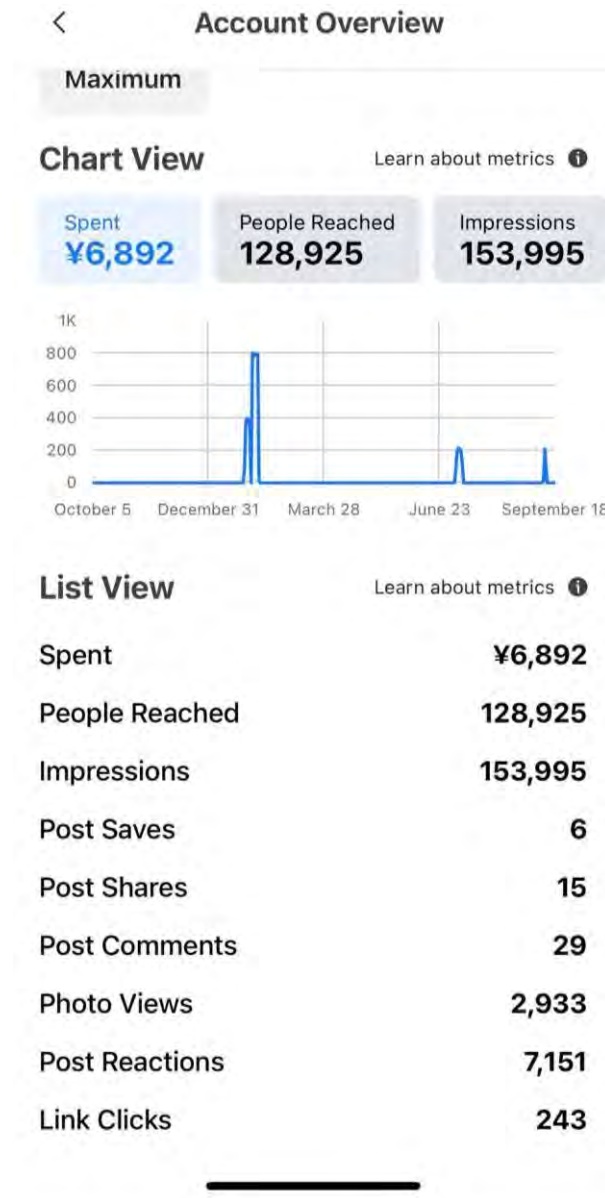 Account Overview
Maximum
Chart View Learn about metrics
Spent People Reached Impressions
¥6,892 128,925 153,995
1K
800
600
400
200
0
October 5 December 31 March 28 June 23 September 18
List View Learn about metrics
Spent ¥6,892
People Reached 128,925
Impressions 153,995
Post Saves 6
Post Shares 15
Post Comments 29
Photo Views 2,933
Post Reactions 7,151
Link Clicks 243